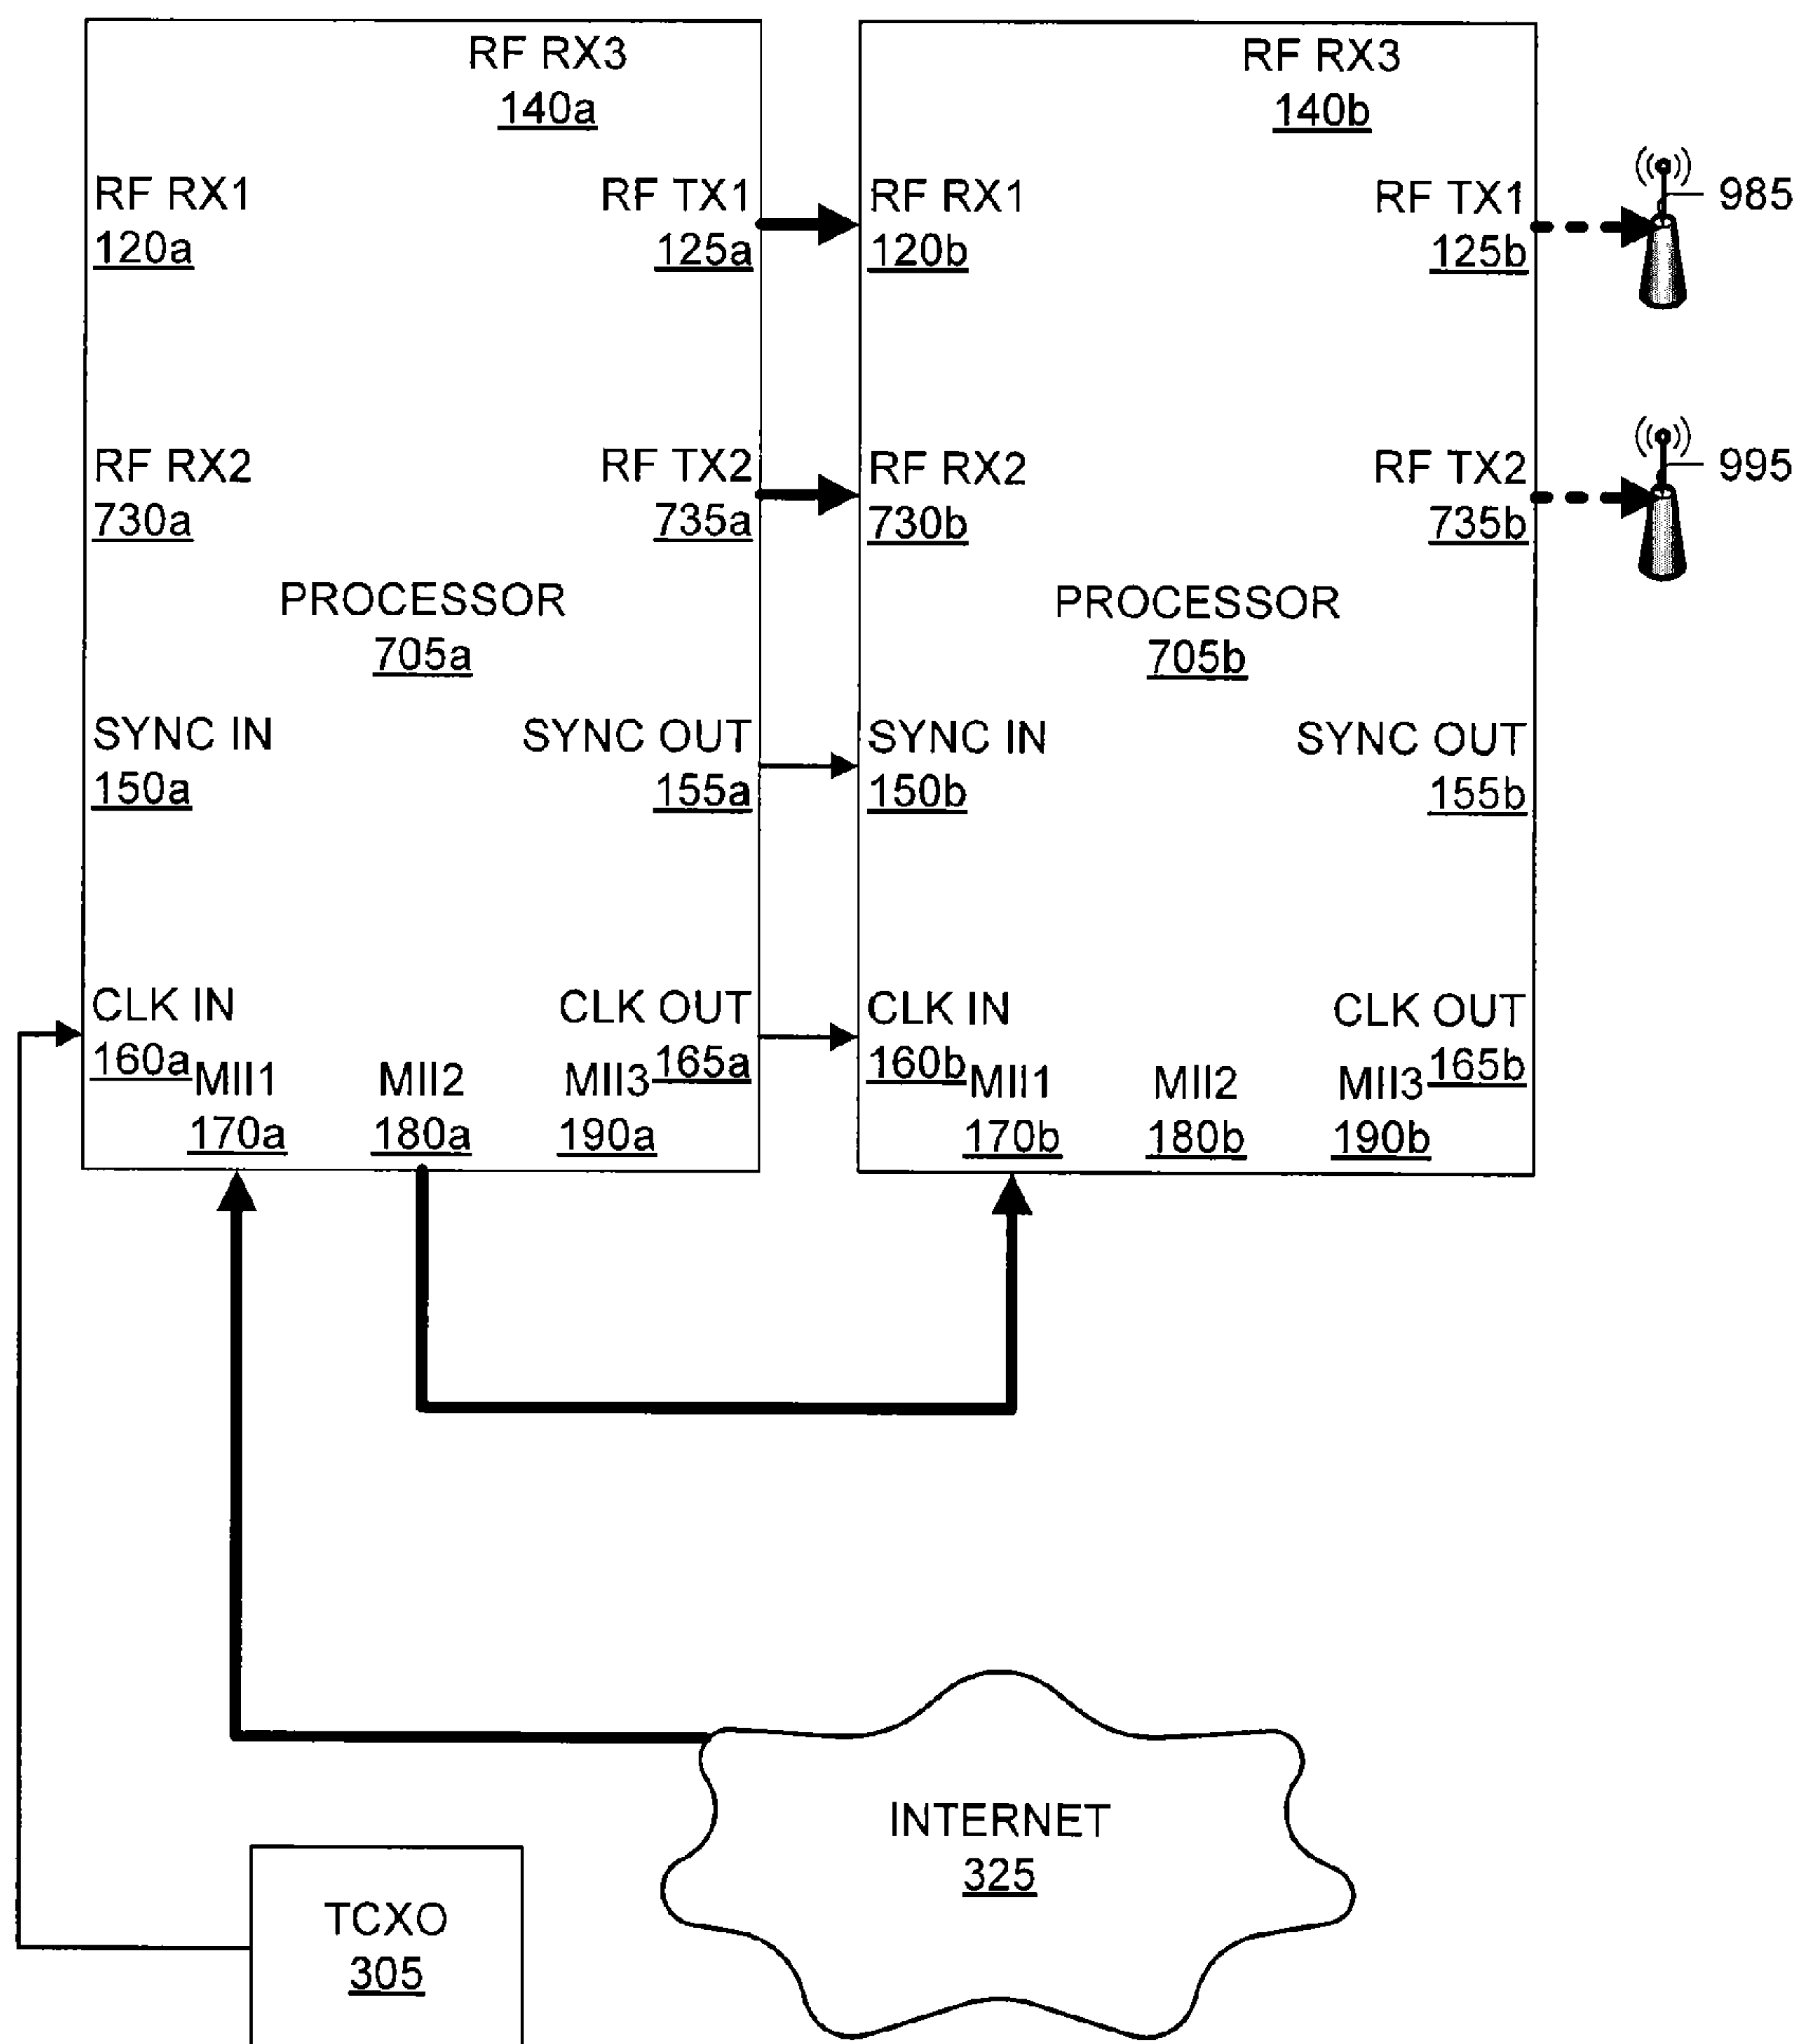 RF RX3
140a
RF RX1
120a
RF TX1
125a
RF RX2
730a
RF TX2
735a
PROCESSOR
705a
SYNC IN
150a
SYNC OUT
155a
CLK IN
160a
CLK OUT
165a
MII1
170a
MII2
180a
MII3
190a
RF RX3
140b
RF RX1
120b
RF TX1
125b
RF RX2
730b
RF TX2
735b
PROCESSOR
705b
SYNC IN
150b
SYNC OUT
155b
CLK IN
160b
CLK OUT
165b
MII1
170b
MII2
180b
MII3
190b
985
995
INTERNET
325
TCXO
305